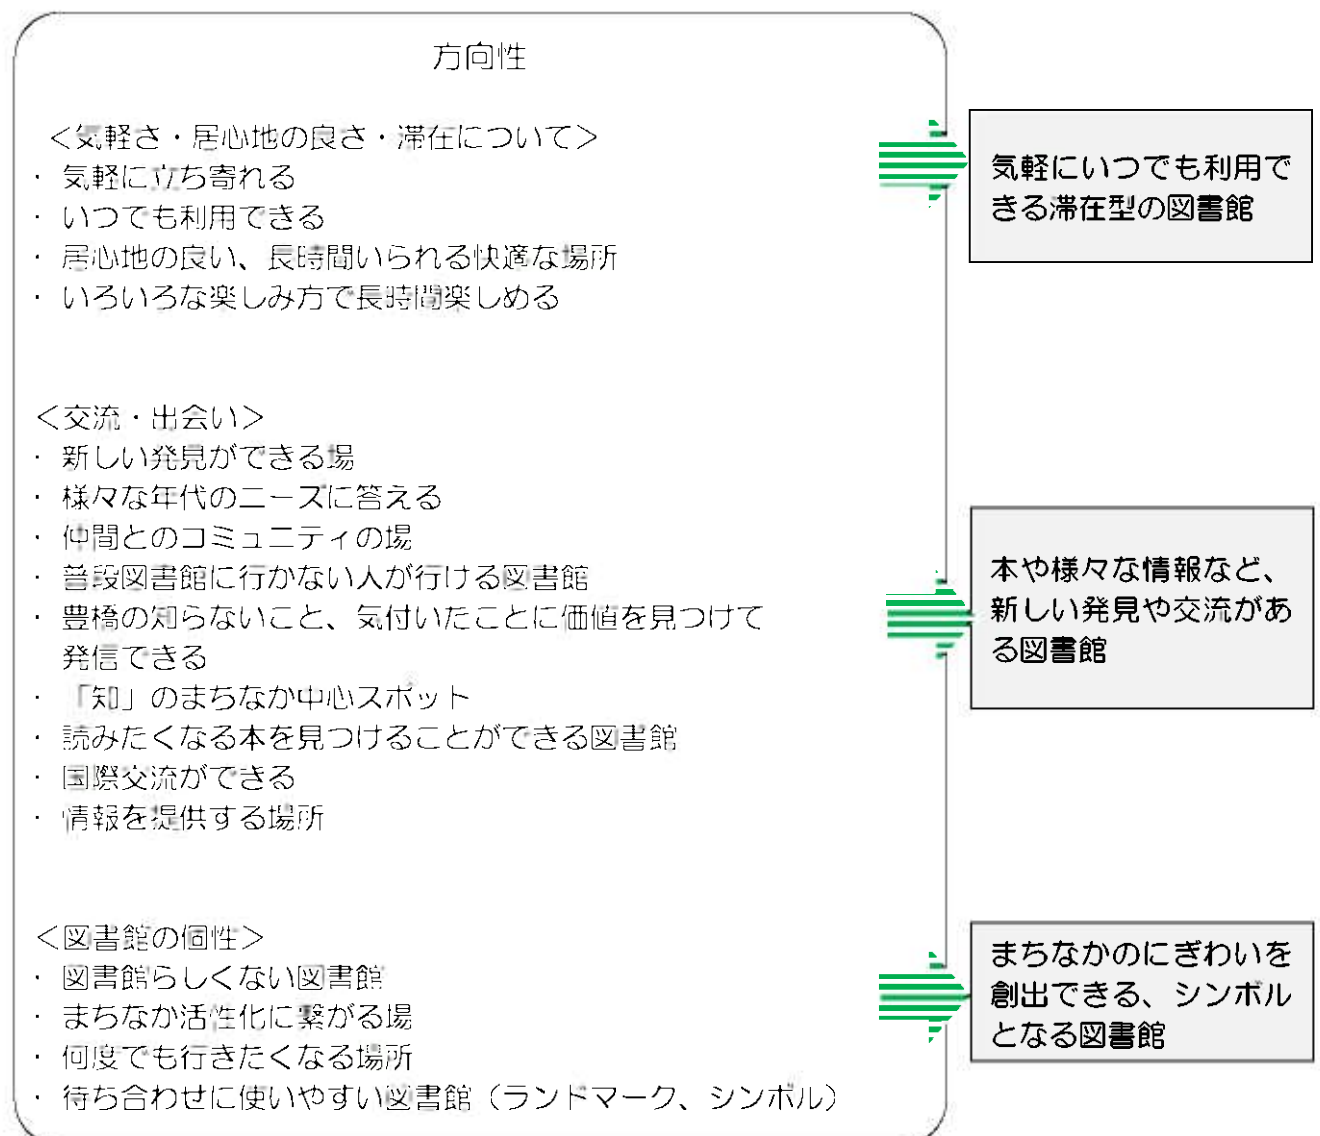 方向性
<気軽さ・居心地の良さ・滞在について>
・ 気軽に立ち寄れる
・ いつでも利用できる
・ 居心地の良い、長時間いられる快適な場所
・ いろいろな楽しみ方で長時間楽しめる
気軽にいつでも利用で
きる滞在型の図書館
<交流・出会い>
・ 新しい発見ができる場
・ 様々な年代のニーズに答える
・ 仲間とのコミュニティの場
・ 普段図書館に行かない人が行ける図書館
・ 豊橋の知らないこと、気付いたことに価値を見つけて
発信できる
・ 「知」のまちなか中心スポット
・ 読みたくなる本を見つけることができる図書館
・ 国際交流ができる
・ 情報を提供する場所
本や様々な情報など、
新しい発見や交流があ
る図書館
<図書館の個性>
・ 図書館らしくない図書館
・ まちなか活性化に繋がる場
・ 何度でも行きたくなる場所
・ 待ち合わせに使いやすい図書館(ランドマーク、シンボル)
まちなかのにぎわいを
創出できる、シンボル
となる図書館